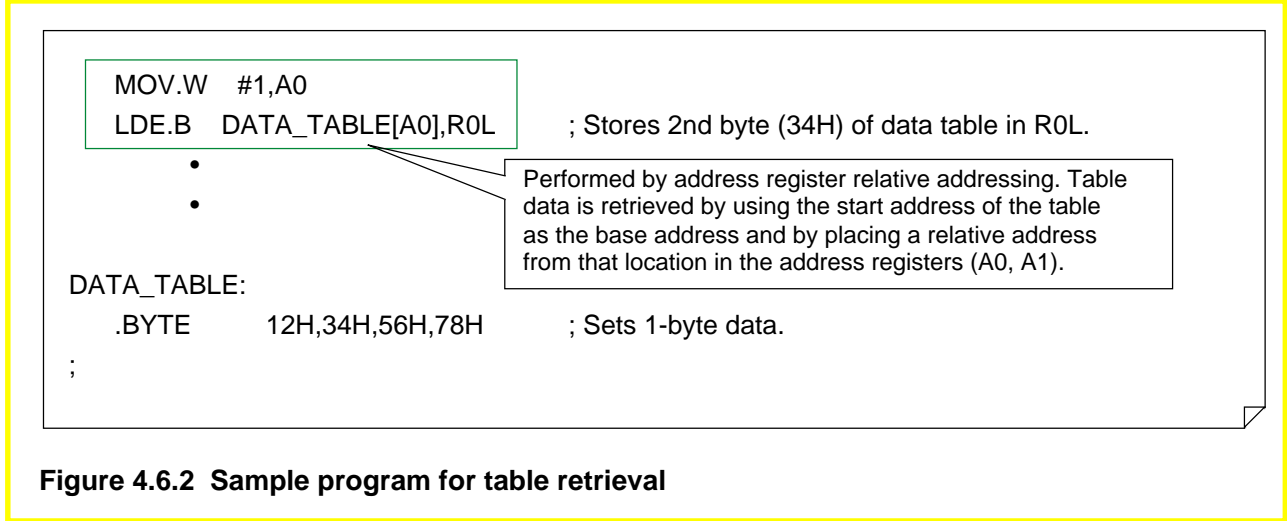 MOV.W #1,A0
LDE.B DATA_TABLE[A0],R0L ; Stores 2nd byte (34H) of data table in R0L.
•
•
Performed by address register relative addressing. Table
data is retrieved by using the start address of the table
as the base address and by placing a relative address
from that location in the address registers (A0, A1).
DATA_TABLE:
.BYTE 12H,34H,56H,78H ; Sets 1-byte data.
;
Figure 4.6.2 Sample program for table retrieval